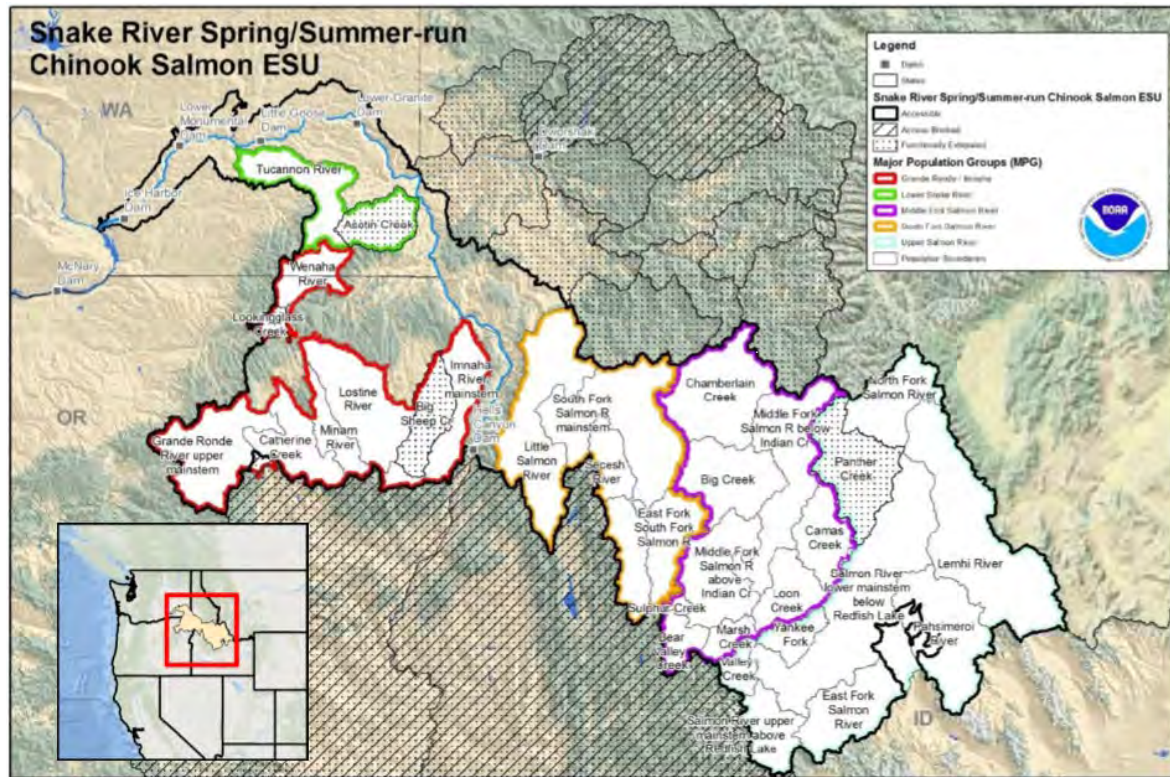 Snake River Spring/Summer-run
Chinook Salmon ESU
Legend
Dams
States
Snake River Spring/Summer-run Chinook Salmon ESU
Accessible
Access Blocked
Functionally Extirpated
Major Population Groups (MPG)
Grande Ronde / Imnaha
Lower Snake River
Middle Fork Salmon River
South Fork Salmon River
Upper Salmon River
Population Boundaries
NOAA
WA
Lower
Monumental
Dam
Little Goose
Dam
Lower Granite
Dam
Dworshak
Dam
Ice Harbor
Dam
McNary
Dam
Tucannon River
Asotin Creek
Wenaha
River
Lookingglass
Creek
OR
Grande Ronde
River upper
mainstem
Catherine
Creek
Minam
River
Lostine
River
Big
Sheep Cr
Imnaha
River
mainstem
Hells
Canyon
Dam
Little
Salmon
River
South Fork
Salmon R
mainstem
Secesh
River
East Fork
South Fork
Salmon R
Chamberlain
Creek
Middle Fork
Salmon R below
Indian Cr
Big Creek
Middle Fork
Salmon R
above
Indian Cr
Camas
Creek
Loon
Creek
Sulphur Creek
Bear
Valley
Creek
Marsh
Creek
North Fork
Salmon River
Panther
Creek
Lemhi River
Salmon River
lower mainstem
below
Redfish Lake
Pahsimeroi
River
Yankee
Fork
Valley
Creek
East Fork
Salmon
River
Salmon River upper
mainstem above
Redfish Lake
ID